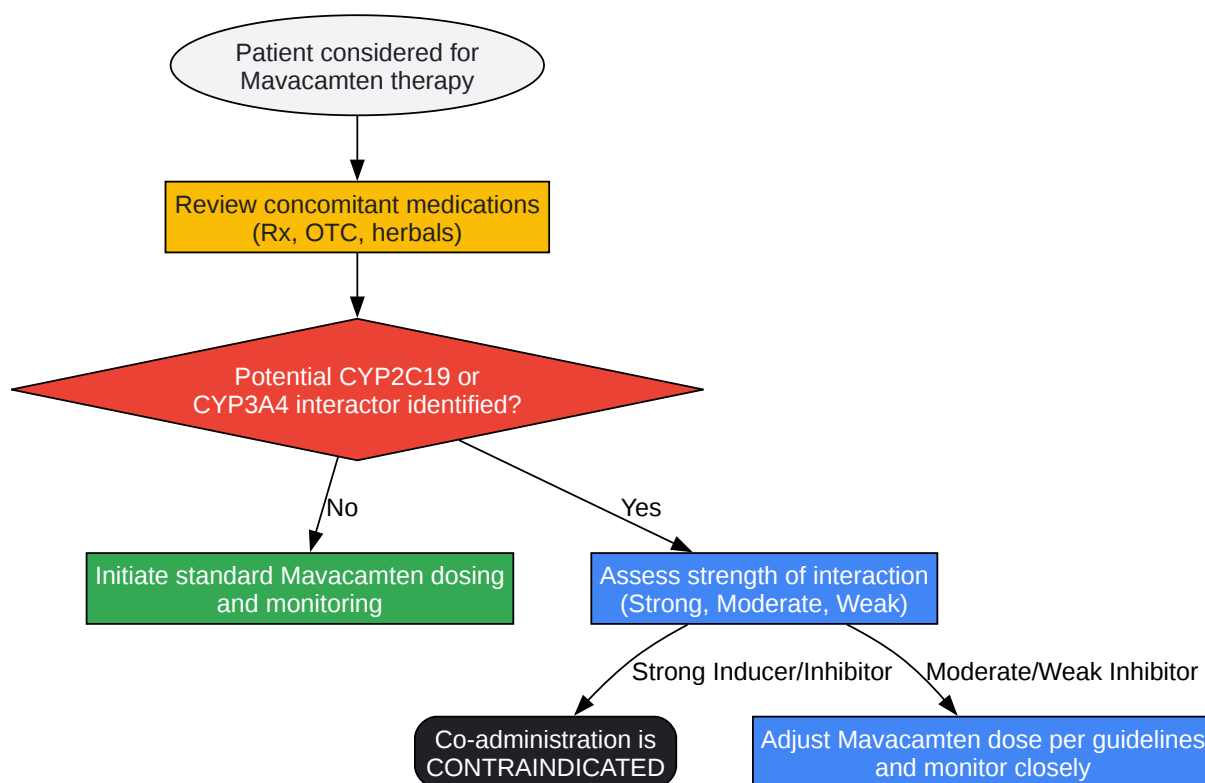 Patient considered for
Mavacamten therapy
Review concomitant medications
(Rx, OTC, herbals)
Potential CYP2C19 or
CYP3A4 interactor identified?
No
Yes
Initiate standard Mavacamten dosing
and monitoring
Assess strength of interaction
(Strong, Moderate, Weak)
Strong Inducer/Inhibitor
Moderate/Weak Inhibitor
Co-administration is
CONTRAINDICATED
Adjust Mavacamten dose per guidelines
and monitor closely